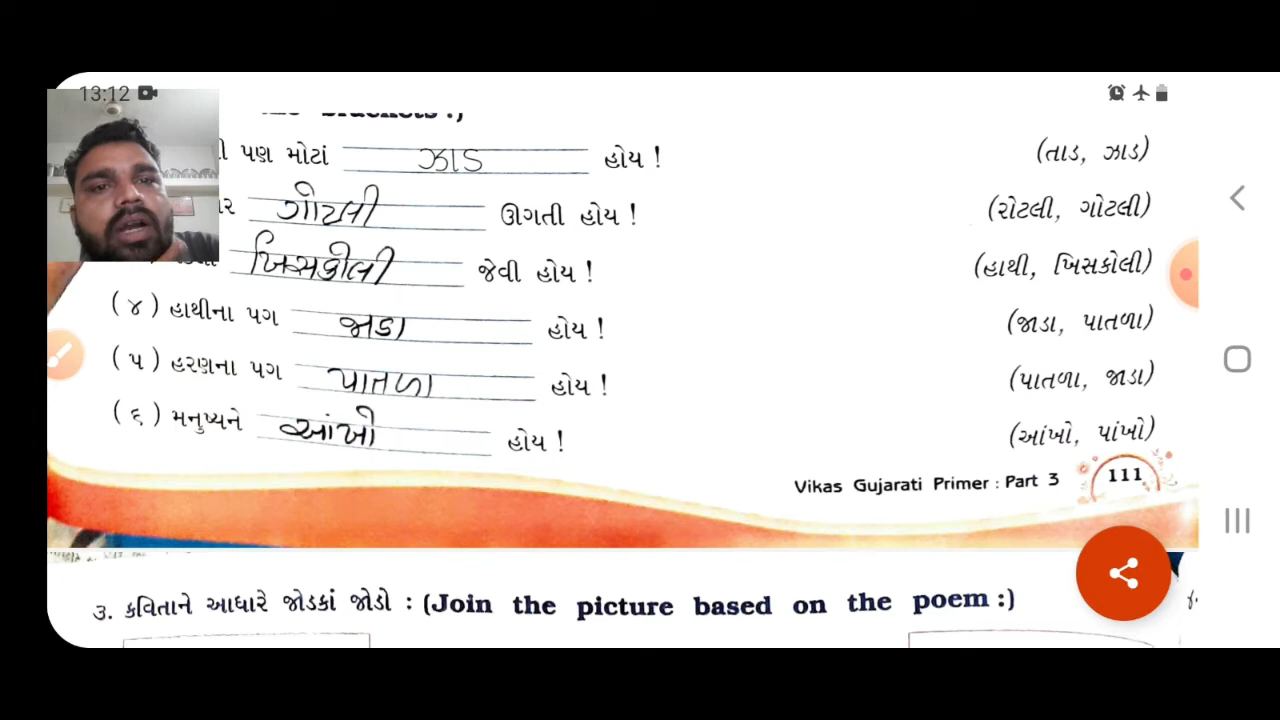 13:12
પણ મોટાં ઝાડ હોય ! (તાડ, ઝાડ)
ગોટલી ઊગતી હોય ! (રોટલી, ગોટલી)
ખિસકોલી જેવી હોય ! (હાથી, ખિસકોલી)
(૪) હાથીના પગ જાડા હોય ! (જાડા, પાતળા)
(૫) હરણના પગ પાતળા હોય ! (પાતળા, જાડા)
(૬) મનુષ્યને આંખો હોય ! (આંખો, પાંખો)
Vikas Gujarati Primer : Part 3 111
૩. કવિતાને આધારે જોડકાં જોડો : (Join the picture based on the poem :)